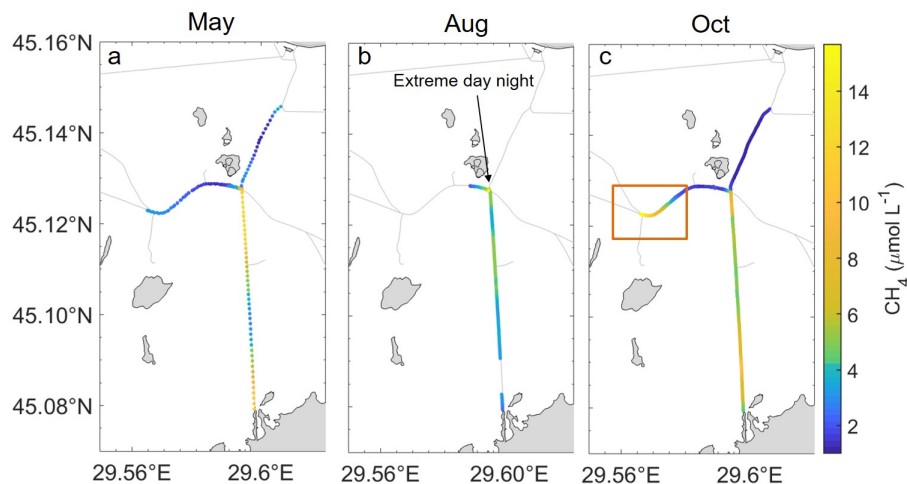 May
Aug
Oct
a
b
c
Extreme day night
45.16°N
45.14°N
45.12°N
45.10°N
45.08°N
29.56°E
29.6°E
29.56°E
29.60°E
29.56°E
29.6°E
14
12
10
8
6
4
2
CH4 (μmol L-1)